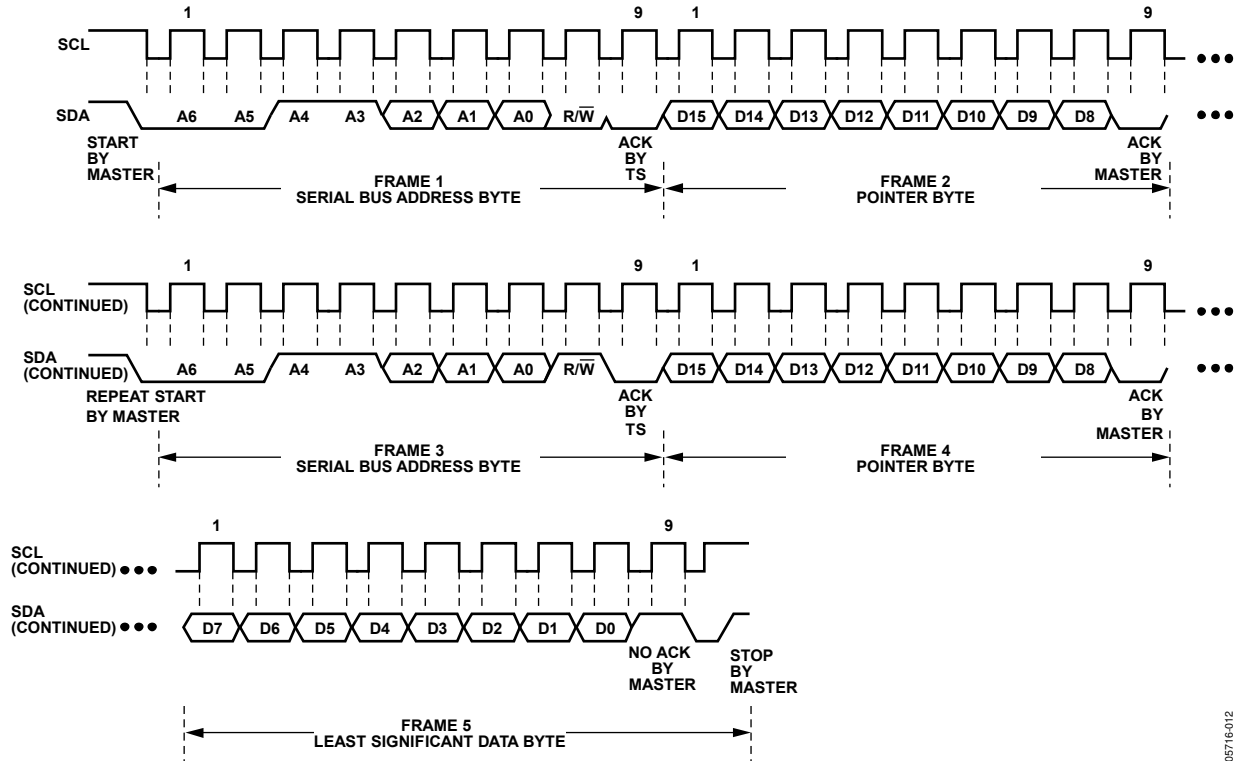 1 9 1 9
SCL
SDA A6 A5 A4 A3 A2 A1 A0 R/W̅ D15 D14 D13 D12 D11 D10 D9 D8
START
BY
MASTER
ACK
BY
TS
ACK
BY
MASTER
FRAME 1
SERIAL BUS ADDRESS BYTE
FRAME 2
POINTER BYTE
1 9 1 9
SCL
(CONTINUED)
SDA
(CONTINUED)
A6 A5 A4 A3 A2 A1 A0 R/W̅ D15 D14 D13 D12 D11 D10 D9 D8
REPEAT START
BY MASTER
ACK
BY
TS
ACK
BY
MASTER
FRAME 3
SERIAL BUS ADDRESS BYTE
FRAME 4
POINTER BYTE
1 9
SCL
(CONTINUED)
SDA
(CONTINUED)
D7 D6 D5 D4 D3 D2 D1 D0
NO ACK
BY
MASTER
STOP
BY
MASTER
FRAME 5
LEAST SIGNIFICANT DATA BYTE
05716-012